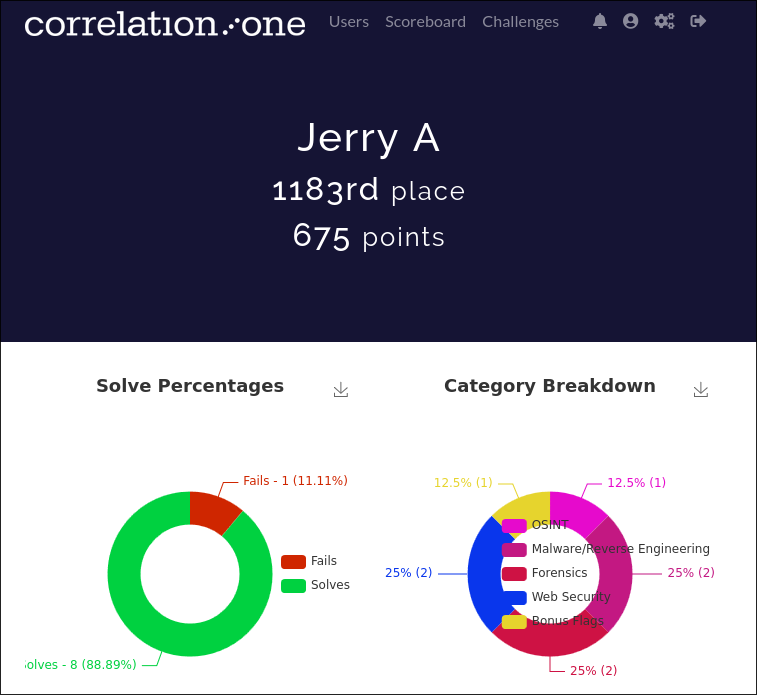 correlation one
Users Scoreboard Challenges
Jerry A
1183rd place
675 points
Solve Percentages
Category Breakdown
Fails - 1 (11.11%)
Fails
Solves
olves - 8 (88.89%)
12.5% (1)
12.5% (1)
OSINT
Malware/Reverse Engineering
Forensics
Web Security
Bonus Flags
25% (2)
25% (2)
25% (2)